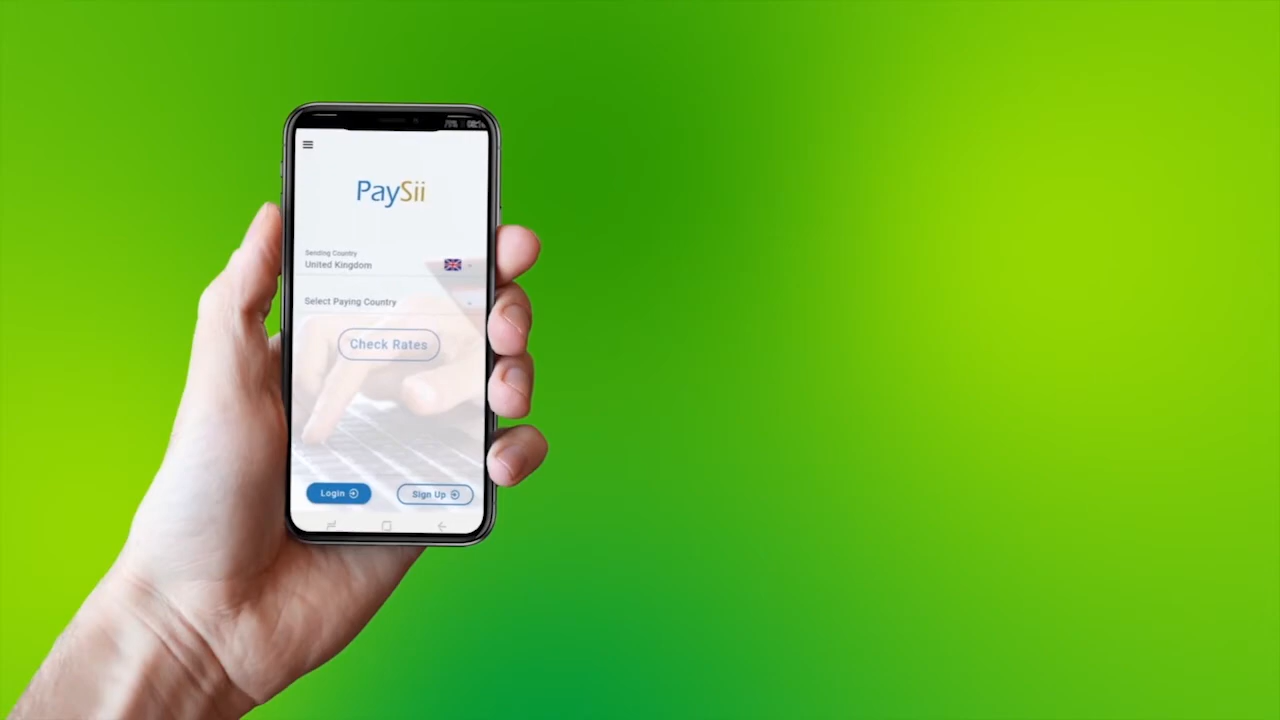 PaySii
Sending Country
United Kingdom
Select Paying Country
Check Rates
Login
Sign Up